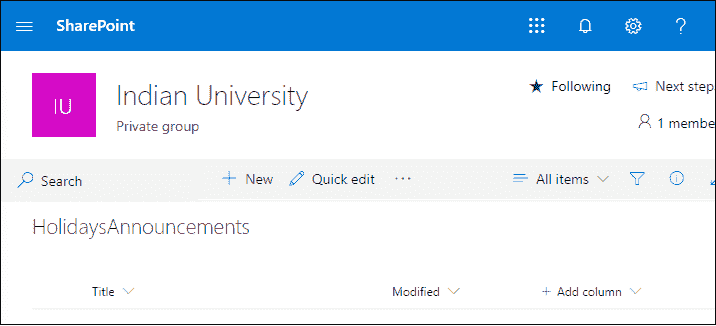 SharePoint
IU
Indian University
Private group
Following
Next step
1 membe
Search
New
Quick edit
All items
HolidaysAnnouncements
Title
Modified
+ Add column